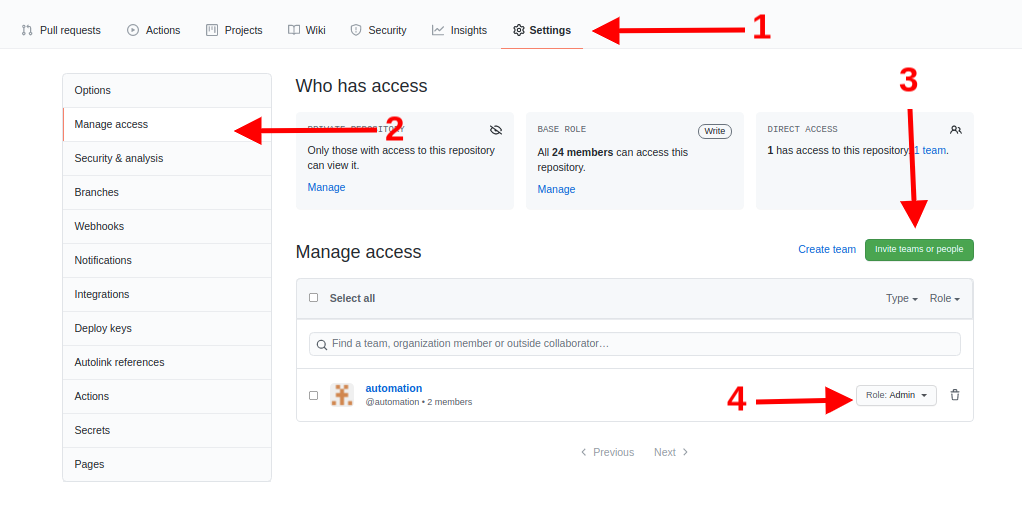 Pull requests Actions Projects Wiki Security Insights Settings 1
Options
Manage access
Security & analysis
Branches
Webhooks
Notifications
Integrations
Deploy keys
Autolink references
Actions
Secrets
Pages
2
Who has access
3
PRIVATE REPOSITORY
Only those with access to this repository
can view it.
Manage
BASE ROLE Write
All 24 members can access this
repository.
Manage
DIRECT ACCESS
1 has access to this repository. 1 team.
Manage access Create team Invite teams or people
Select all Type Role
Find a team, organization member or outside collaborator…
automation
@automation • 2 members
4 Role: Admin
Previous Next